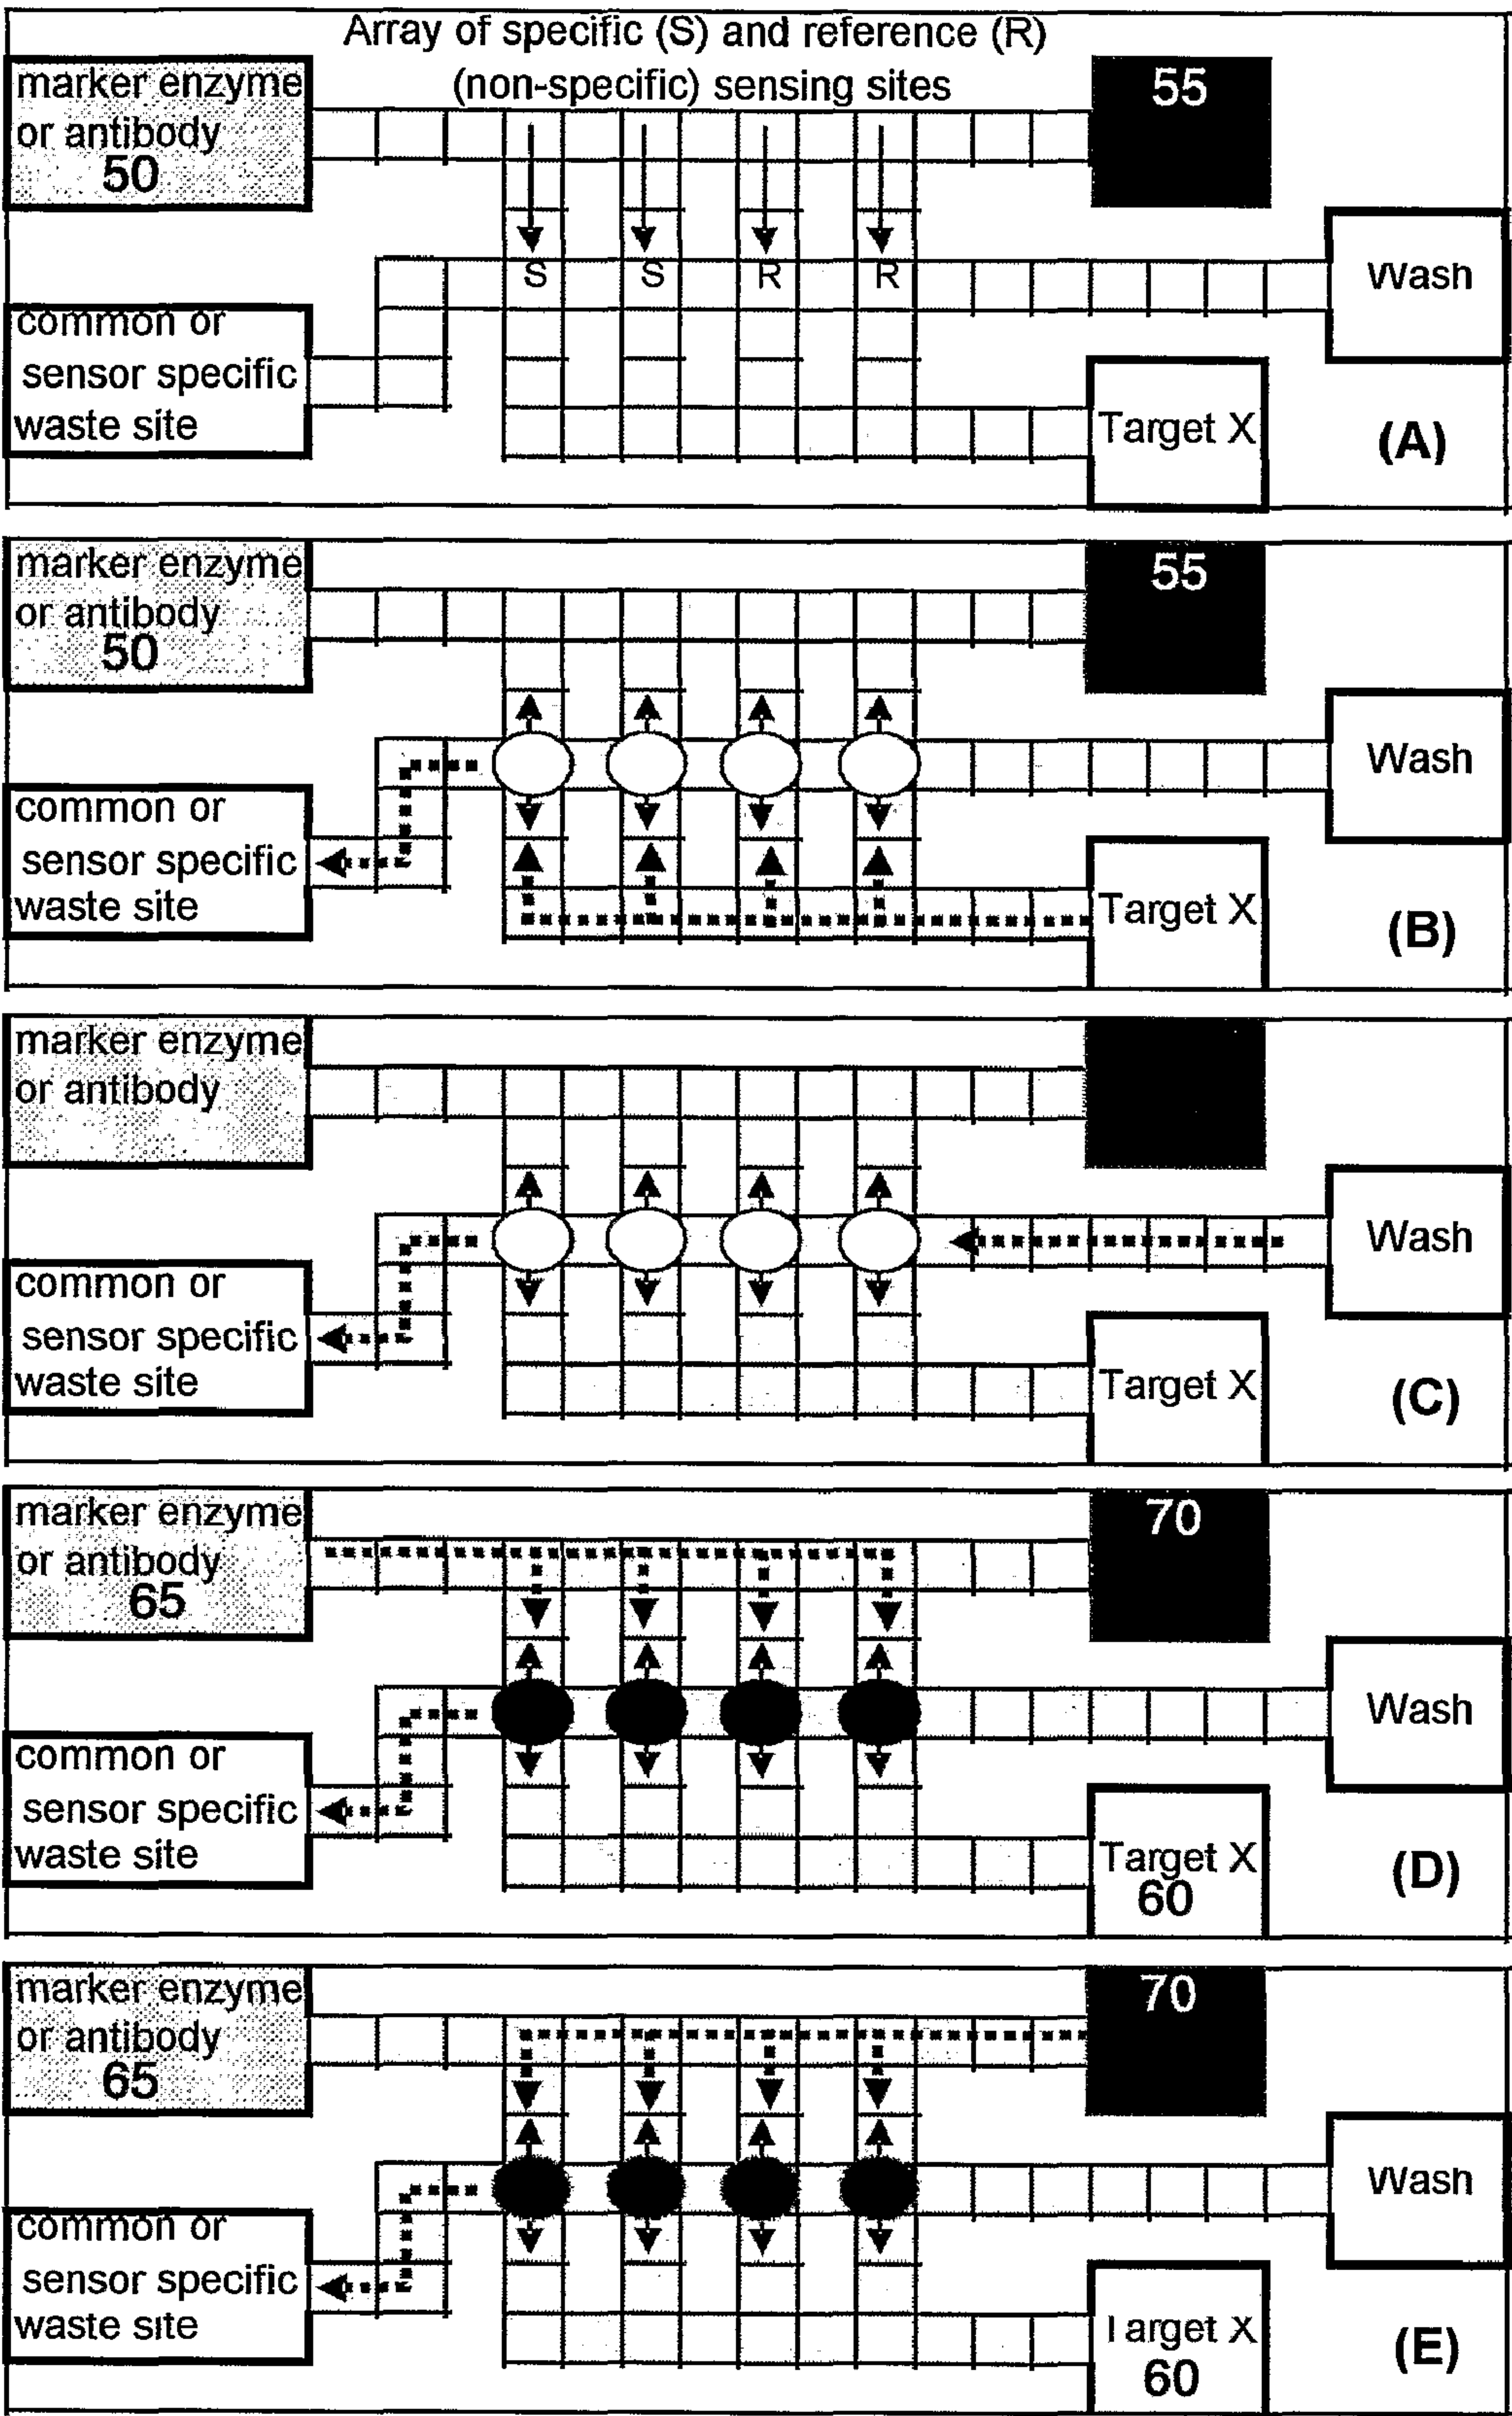 Array of specific (S) and reference (R)
(non-specific) sensing sites
marker enzyme
or antibody
50
55
S S R R
Wash
common or
sensor specific
waste site
Target X
(A)
marker enzyme
or antibody
50
55
Wash
common or
sensor specific
waste site
Target X
(B)
marker enzyme
or antibody
Wash
common or
sensor specific
waste site
Target X
(C)
marker enzyme
or antibody
65
70
Wash
common or
sensor specific
waste site
Target X
60
(D)
marker enzyme
or antibody
65
70
Wash
common or
sensor specific
waste site
Target X
60
(E)